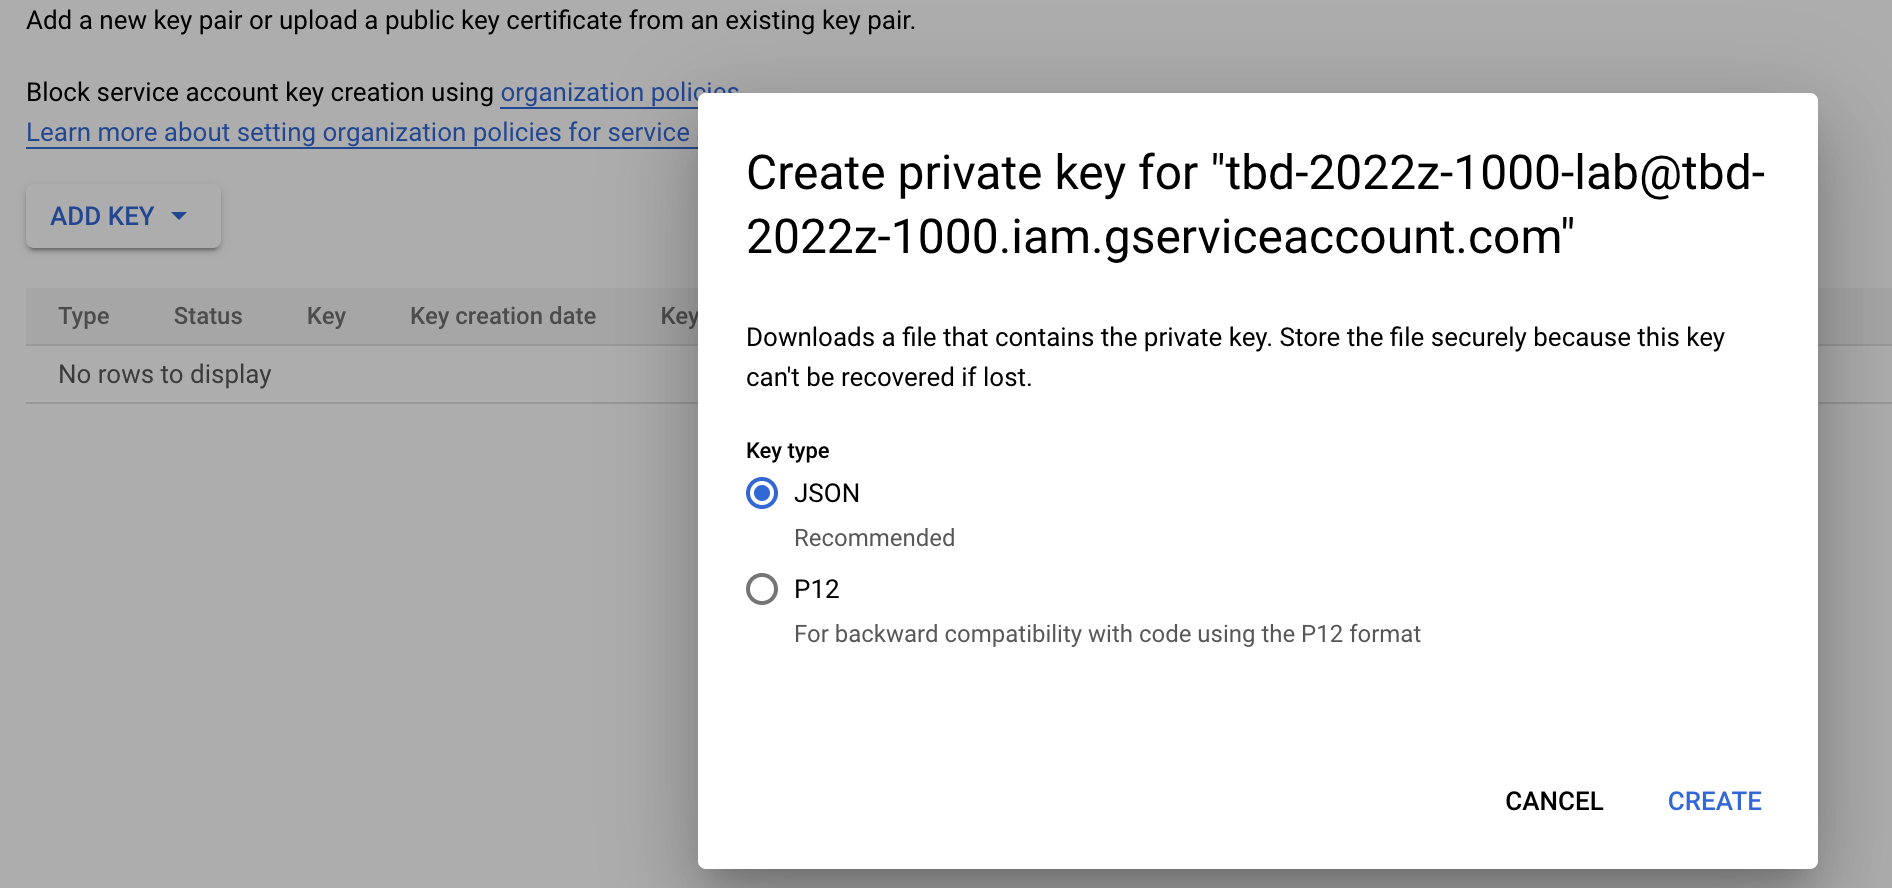 Add a new key pair or upload a public key certificate from an existing key pair.
Block service account key creation using organization policies
Learn more about setting organization policies for service
ADD KEY
Type Status Key Key creation date Key
No rows to display
Create private key for "tbd-2022z-1000-lab@tbd-
2022z-1000.iam.gserviceaccount.com"
Downloads a file that contains the private key. Store the file securely because this key
can't be recovered if lost.
Key type
JSON
Recommended
P12
For backward compatibility with code using the P12 format
CANCEL CREATE